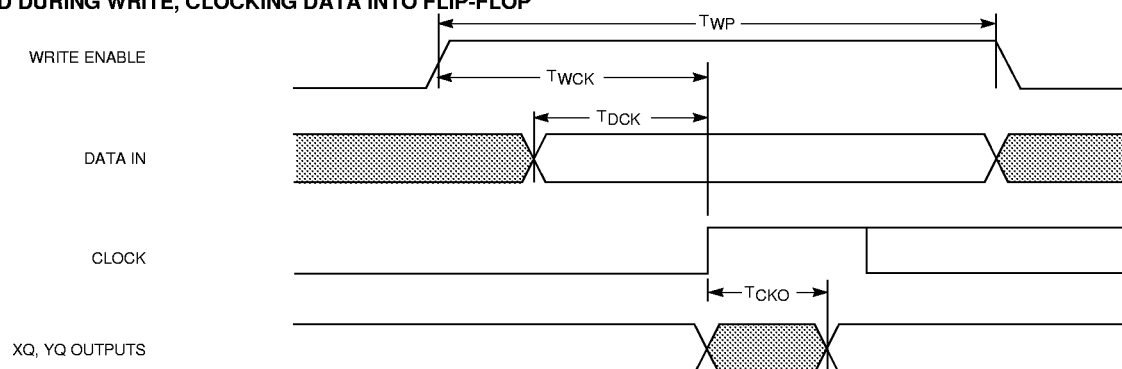 DURING WRITE, CLOCKING DATA INTO FLIP-FLOP
TWP
WRITE ENABLE
TWCK
TDCK
DATA IN
CLOCK
TCKO
XQ, YQ OUTPUTS